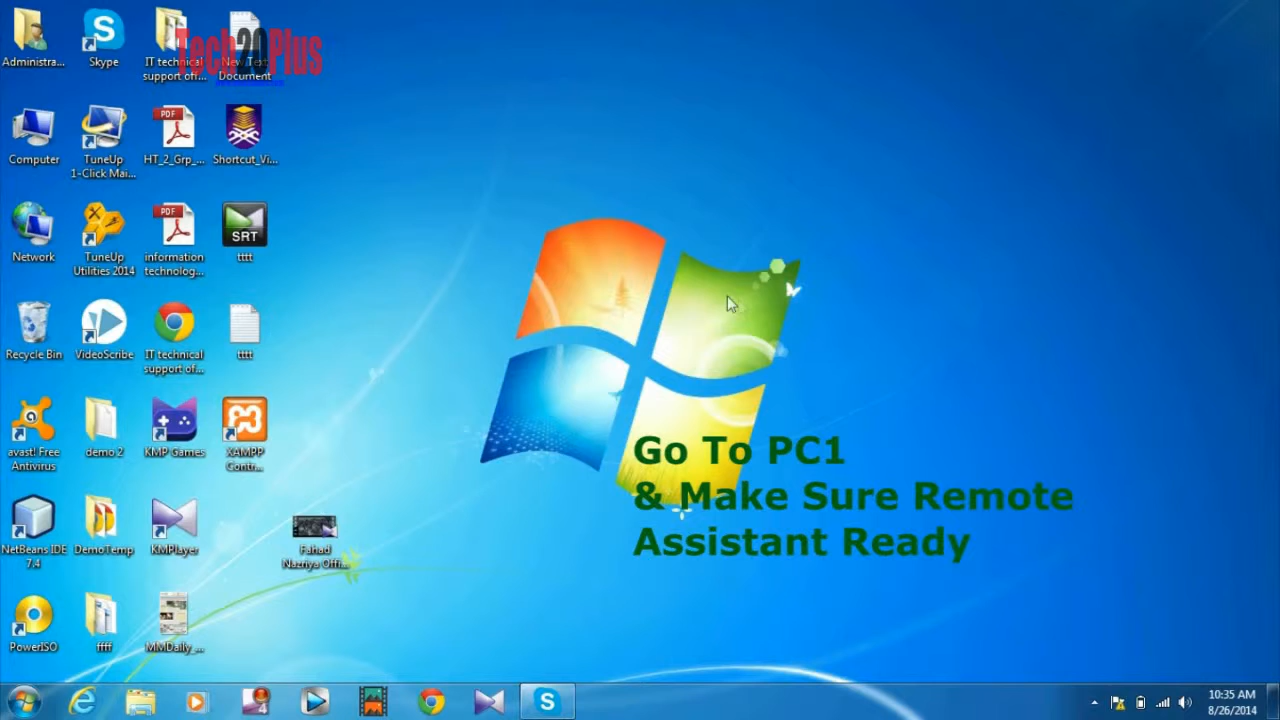 Tech20Plus
Administra...
Skype
IT technical
support off...
New Text
Document
Computer
TuneUp
1-Click Mai...
PDF
HT_2_Grp_...
Shortcut_Vi...
Network
TuneUp
Utilities 2014
PDF
information
technolog...
SRT
tttt
Recycle Bin
VideoScribe
IT technical
support of...
tttt
avast! Free
Antivirus
demo 2
KMP Games
XAMPP
Contr...
NetBeans IDE
7.4
DemoTemp
KMPlayer
Fahad
Nazriya Offi...
PowerISO
ffff
MMDaily_...
Go To PC1
& Make Sure Remote
Assistant Ready
10:35 AM
8/26/2014